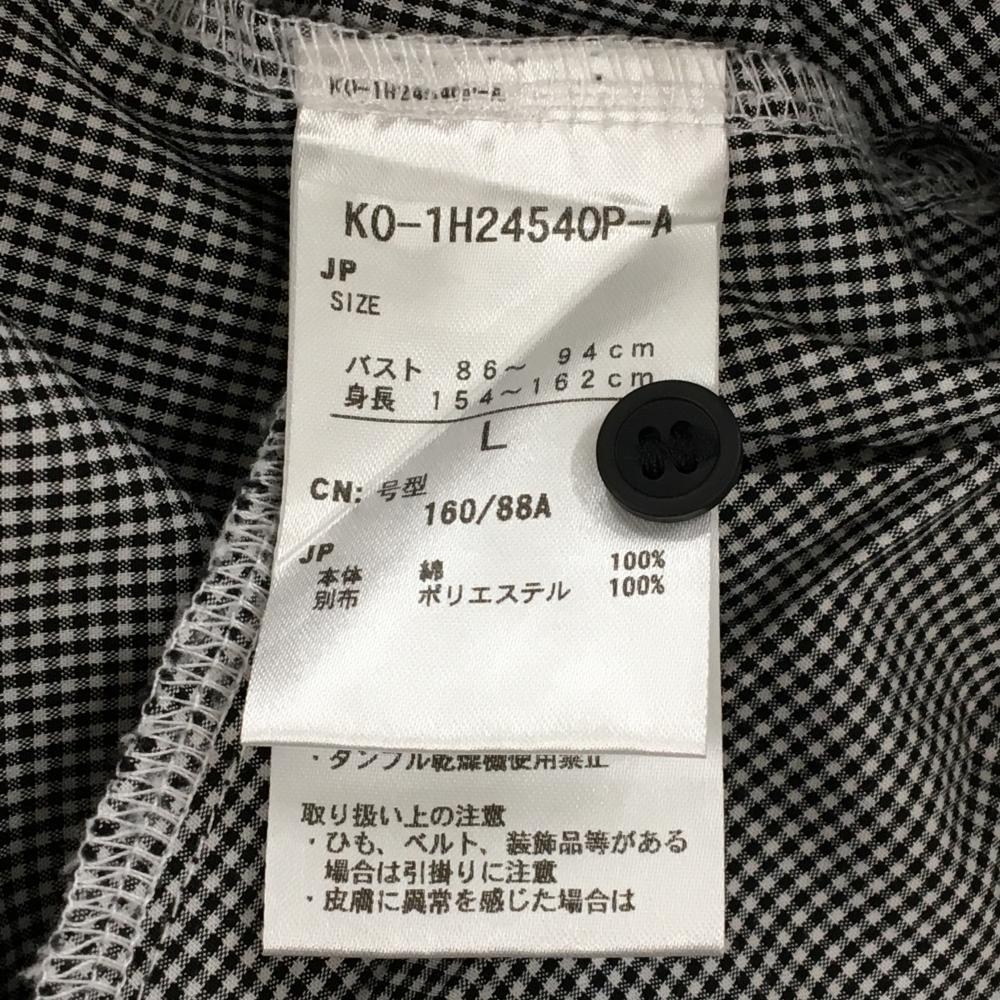 KO-1H24540P-A
KO-1H24540P-A
JP
SIZE
バスト 86～ 94cm
身長 154～162cm
L
CN: 号型
160/88A
JP
本体 綿 100%
別布 ポリエステル 100%
・タンブル乾燥機使用禁止
取り扱い上の注意
・ひも、ベルト、装飾品等がある
場合は引掛りに注意
・皮膚に異常を感じた場合は